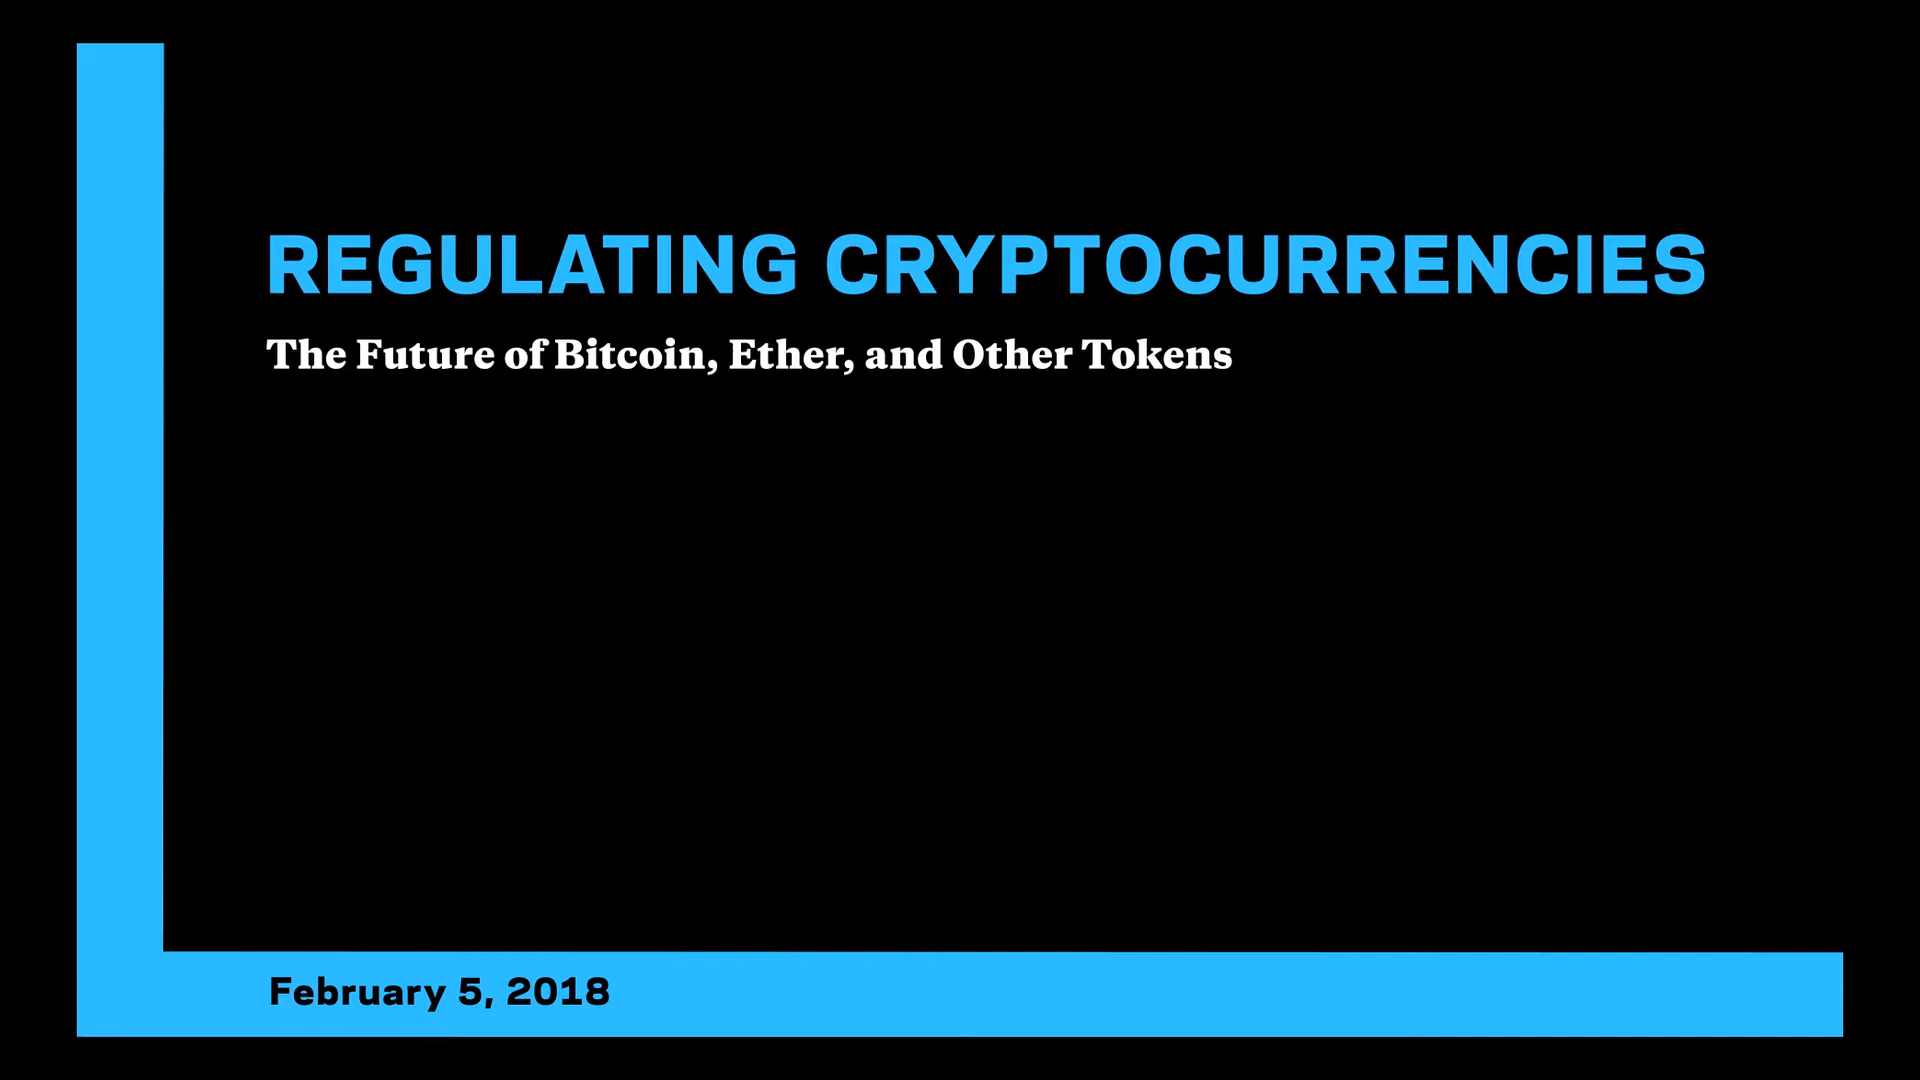 REGULATING CRYPTOCURRENCIES
The Future of Bitcoin, Ether, and Other Tokens
February 5, 2018